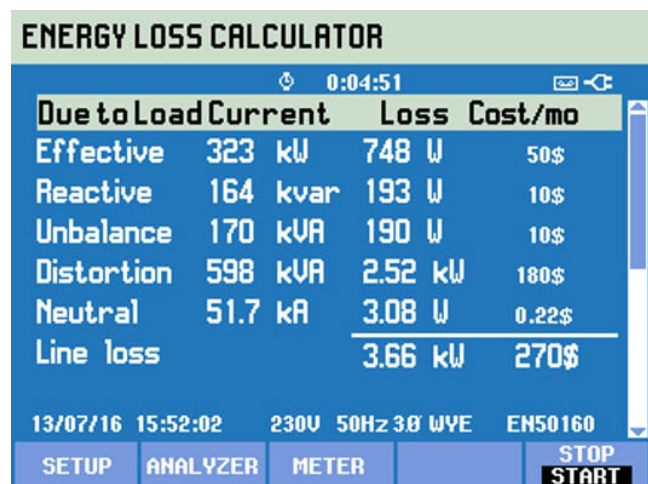 ENERGY LOSS CALCULATOR
0:04:51
Due to Load Current Loss Cost/mo
Effective 323 kW 748 W 50$
Reactive 164 kvar 193 W 10$
Unbalance 170 kVA 190 W 10$
Distortion 598 kVA 2.52 kW 180$
Neutral 51.7 kA 3.08 W 0.22$
Line loss 3.66 kW 270$
13/07/16 15:52:02 230V 50Hz 3Ø WYE EN50160
SETUP ANALYZER METER STOP
START